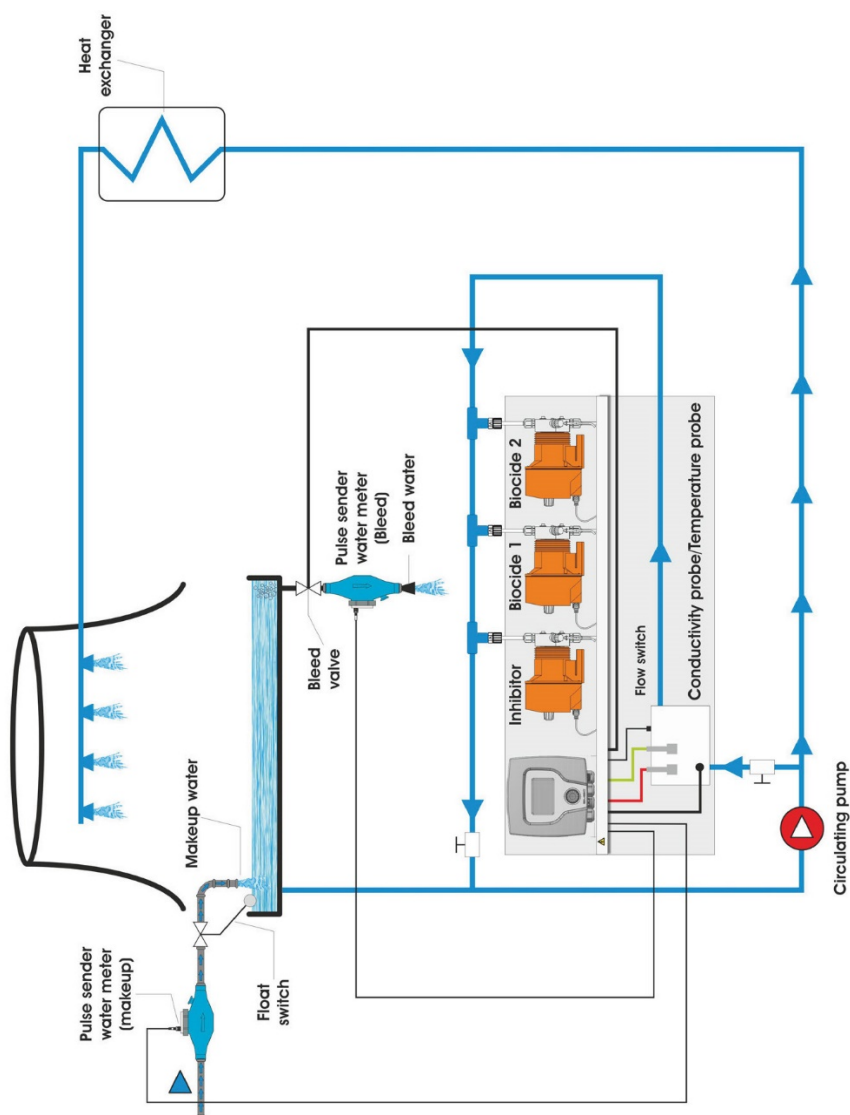 Heat
exchanger
Pulse sender
water meter
(Bleed)
Bleed water
Bleed
valve
Makeup water
Float
switch
Pulse sender
water meter
(makeup)
Inhibitor
Biocide 1
Biocide 2
Flow switch
Conductivity probe/Temperature probe
Circulating pump